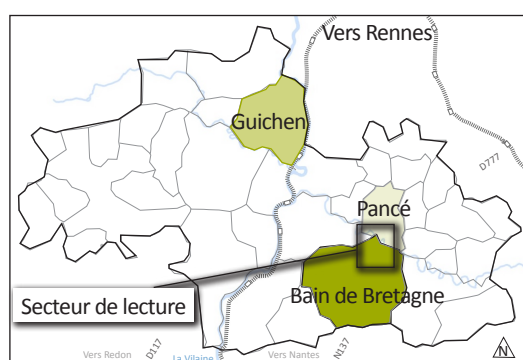 Vers Rennes
Guichen
D777
Pancé
Secteur de lecture
Bain de Bretagne
Vers Redon
D117
La Vilaine
Vers Nantes
N137
N